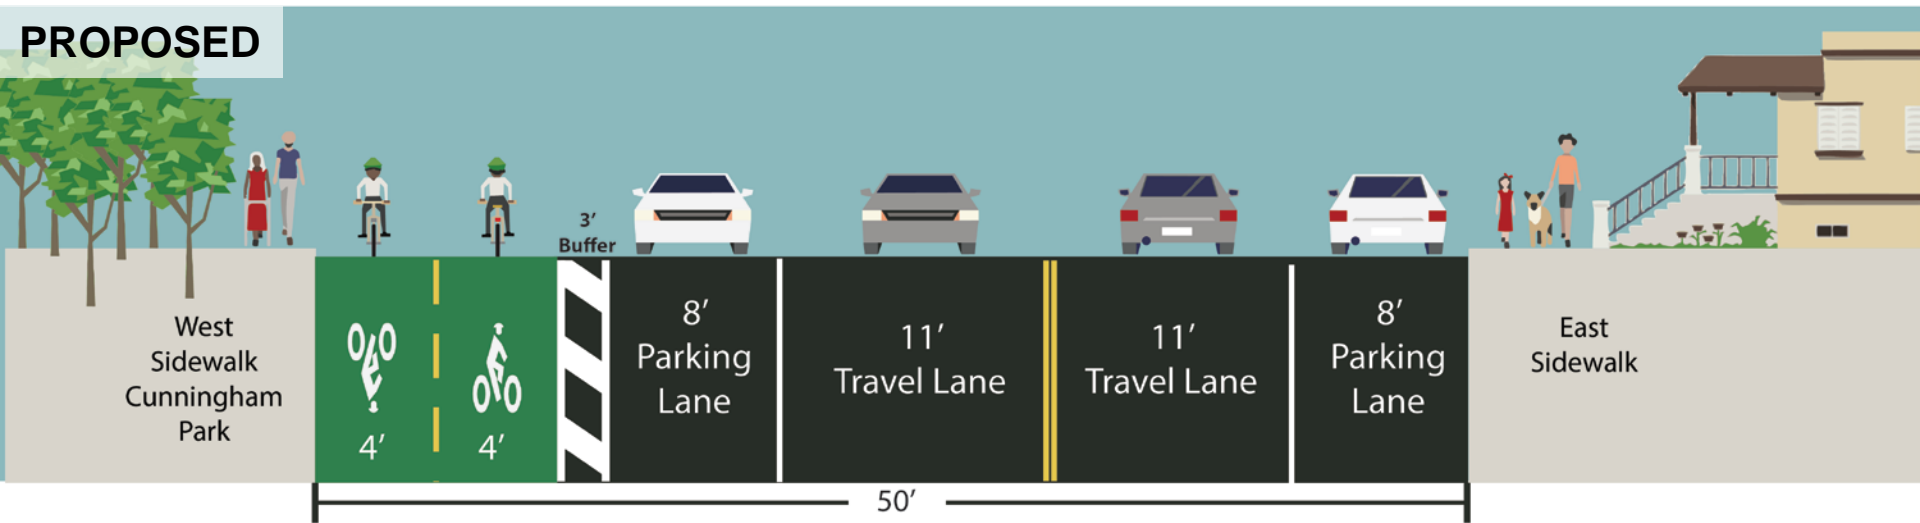 PROPOSED
3’
Buffer
West
Sidewalk
Cunningham
Park
4’
4’
8’
Parking
Lane
11’
Travel Lane
11’
Travel Lane
8’
Parking
Lane
East
Sidewalk
50’